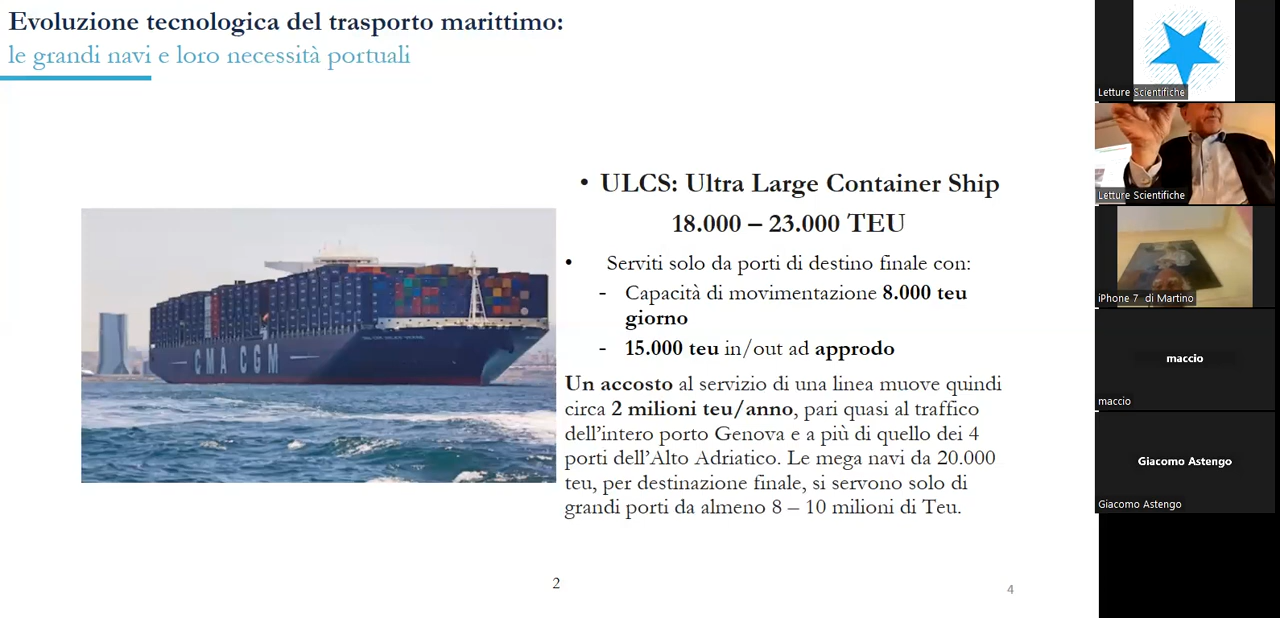 Evoluzione tecnologica del trasporto marittimo:
le grandi navi e loro necessità portuali
• ULCS: Ultra Large Container Ship
18.000 – 23.000 TEU
• Serviti solo da porti di destino finale con:
- Capacità di movimentazione 8.000 teu
giorno
- 15.000 teu in/out ad approdo
Un accosto al servizio di una linea muove quindi
circa 2 milioni teu/anno, pari quasi al traffico
dell'intero porto Genova e a più di quello dei 4
porti dell'Alto Adriatico. Le mega navi da 20.000
teu, per destinazione finale, si servono solo di
grandi porti da almeno 8 – 10 milioni di Teu.
CMA CGM
2
4
Letture Scientifiche
Letture Scientifiche
iPhone 7 di Martino
maccio
maccio
Giacomo Astengo
Giacomo Astengo